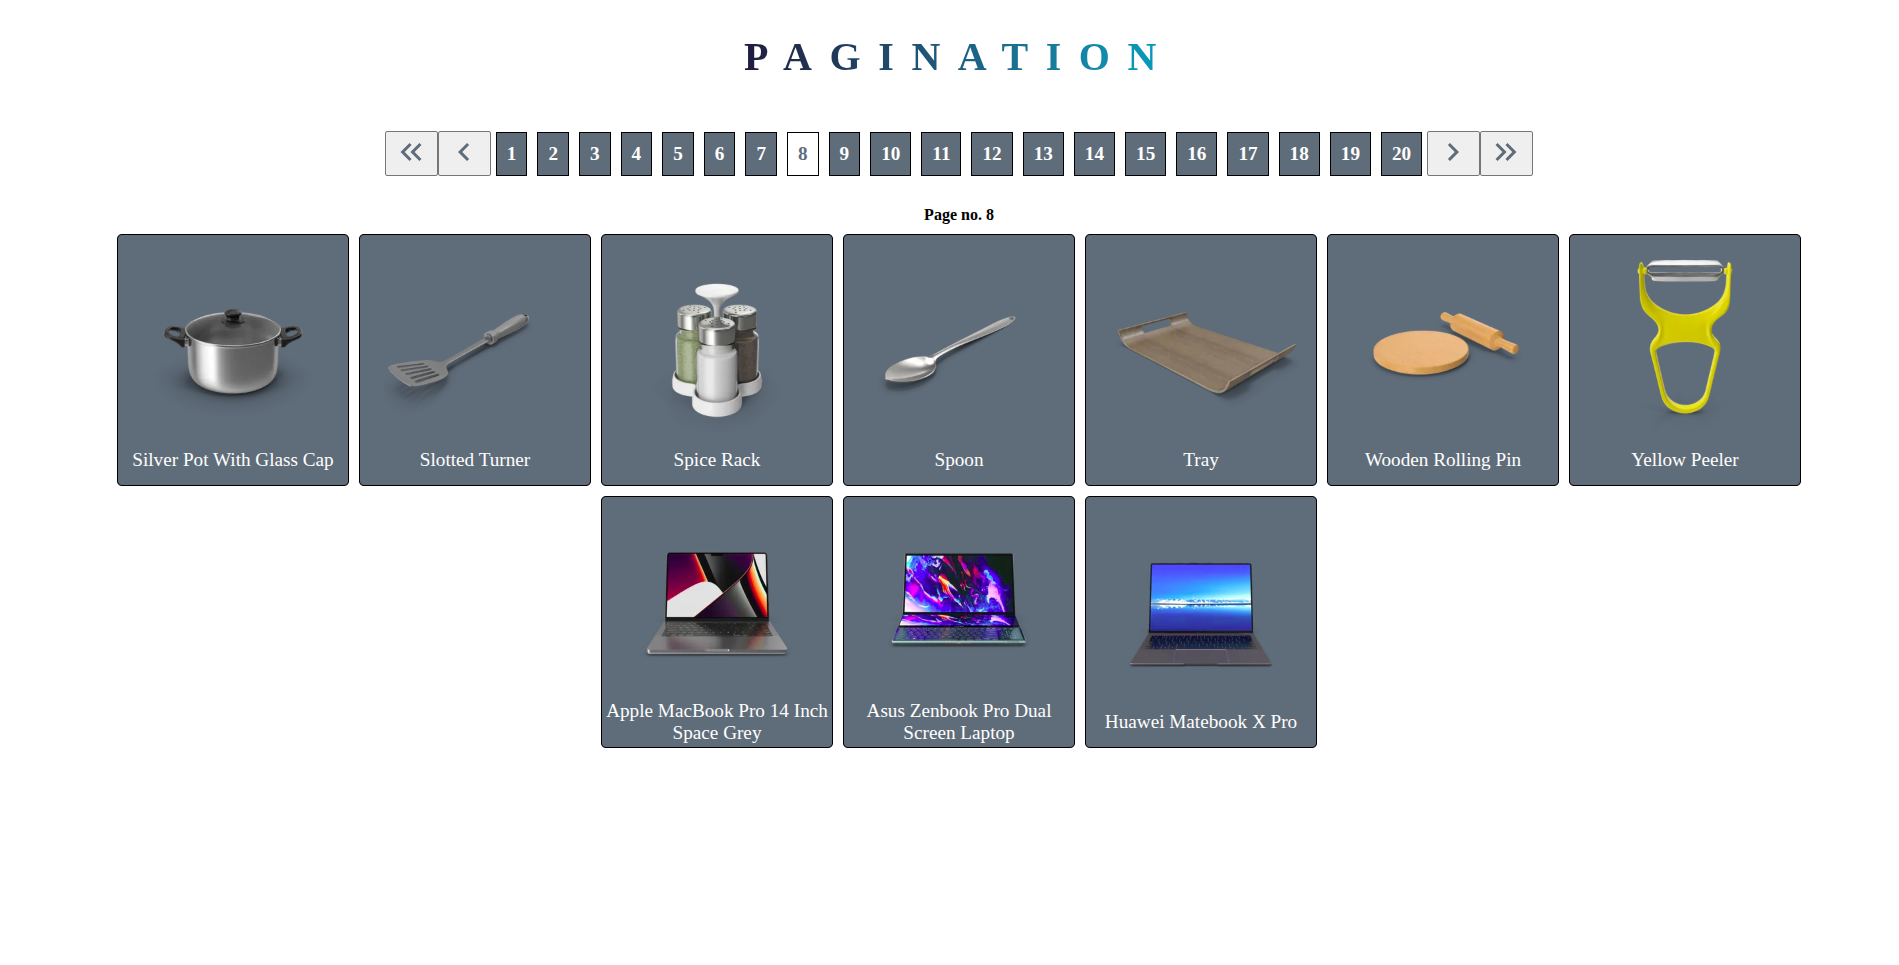 PAGINATION
1 2 3 4 5 6 7 8 9 10 11 12 13 14 15 16 17 18 19 20
Page no. 8
Silver Pot With Glass Cap
Slotted Turner
Spice Rack
Spoon
Tray
Wooden Rolling Pin
Yellow Peeler
Apple MacBook Pro 14 Inch
Space Grey
Asus Zenbook Pro Dual
Screen Laptop
Huawei Matebook X Pro